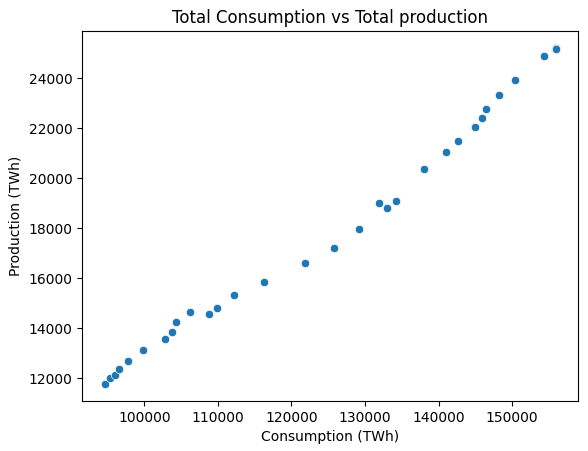 Total Consumption vs Total production
24000
22000
20000
18000
16000
14000
12000
Production (TWh)
100000 110000 120000 130000 140000 150000
Consumption (TWh)